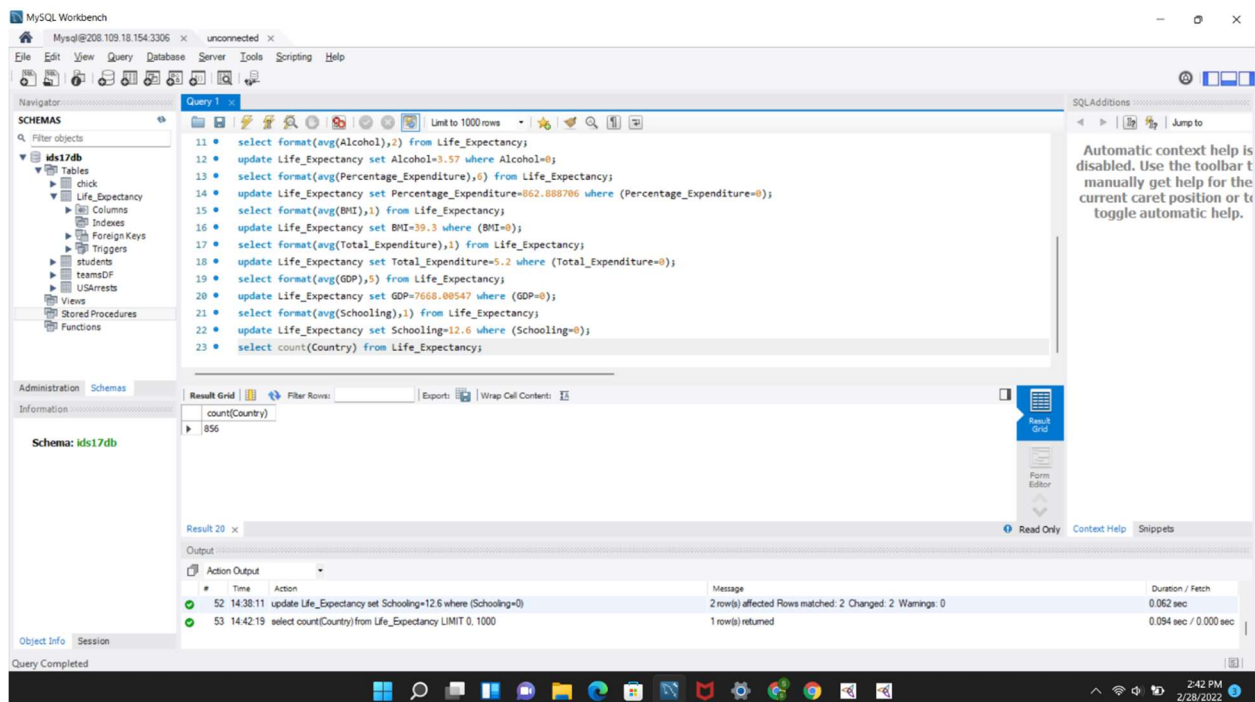 MySQL Workbench
Mysql@208.109.18.154:3306 × unconnected ×
File Edit View Query Database Server Tools Scripting Help
Navigator
SCHEMAS
Filter objects
ids17db
Tables
chick
Life_Expectancy
Columns
Indexes
Foreign Keys
Triggers
students
teamsDF
USArrests
Views
Stored Procedures
Functions
Administration Schemas
Information
Schema: ids17db
Object Info Session
Query Completed
Query 1 ×
Limit to 1000 rows
11 select format(avg(Alcohol),2) from Life_Expectancy;
12 update Life_Expectancy set Alcohol=3.57 where Alcohol=0;
13 select format(avg(Percentage_Expenditure),6) from Life_Expectancy;
14 update Life_Expectancy set Percentage_Expenditure=862.888706 where (Percentage_Expenditure=0);
15 select format(avg(BMI),1) from Life_Expectancy;
16 update Life_Expectancy set BMI=39.3 where (BMI=0);
17 select format(avg(Total_Expenditure),1) from Life_Expectancy;
18 update Life_Expectancy set Total_Expenditure=5.2 where (Total_Expenditure=0);
19 select format(avg(GDP),5) from Life_Expectancy;
20 update Life_Expectancy set GDP=7668.00547 where (GDP=0);
21 select format(avg(Schooling),1) from Life_Expectancy;
22 update Life_Expectancy set Schooling=12.6 where (Schooling=0);
23 select count(Country) from Life_Expectancy;
Result Grid Filter Rows: Export: Wrap Cell Content:
count(Country)
856
Result Grid
Form Editor
Result 20 × Read Only
Output
Action Output
# Time Action Message Duration / Fetch
52 14:38:11 update Life_Expectancy set Schooling=12.6 where (Schooling=0) 2 row(s) affected Rows matched: 2 Changed: 2 Warnings: 0 0.062 sec
53 14:42:19 select count(Country) from Life_Expectancy LIMIT 0, 1000 1 row(s) returned 0.094 sec / 0.000 sec
SQLAdditions
Jump to
Automatic context help is
disabled. Use the toolbar t
manually get help for the
current caret position or to
toggle automatic help.
Context Help Snippets
2:42 PM
2/28/2022 3